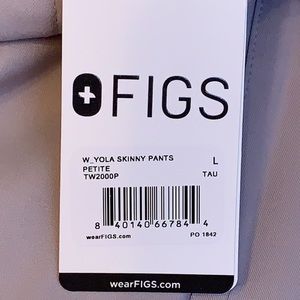 FIGS
W_YOLA SKINNY PANTS L
PETITE
TW2000P TAU
8 40140 66784 4
wearFIGS.com PO 1842
wearFIGS.com